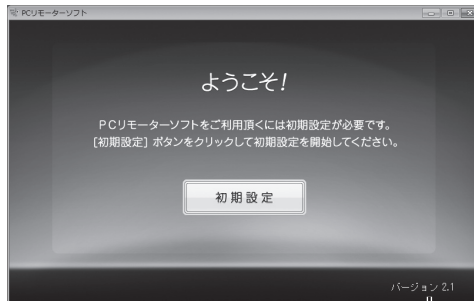 PCリモーターソフト
ようこそ!
PCリモーターソフトをご利用頂くには初期設定が必要です。
[初期設定] ボタンをクリックして初期設定を開始してください。
初期設定
バージョン 2.1